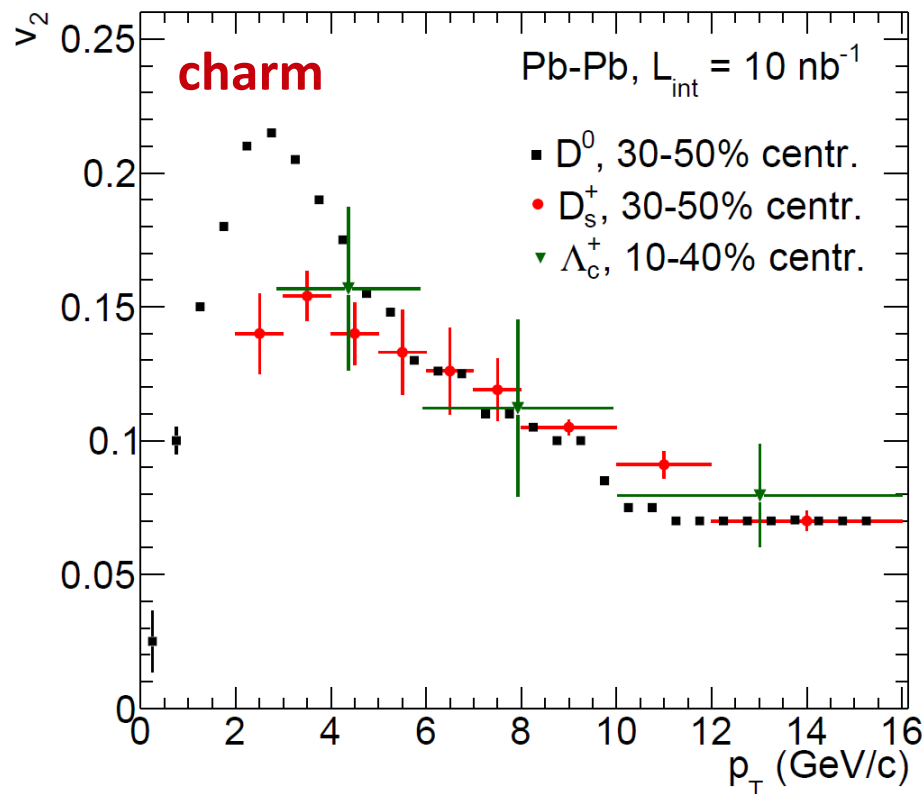 charm
Pb-Pb, L_int = 10 nb⁻¹
D⁰, 30-50% centr.
D_s⁺, 30-50% centr.
Λ_c⁺, 10-40% centr.
v₂
0.25
0.2
0.15
0.1
0.05
0
0 2 4 6 8 10 12 14 16
p_T (GeV/c)